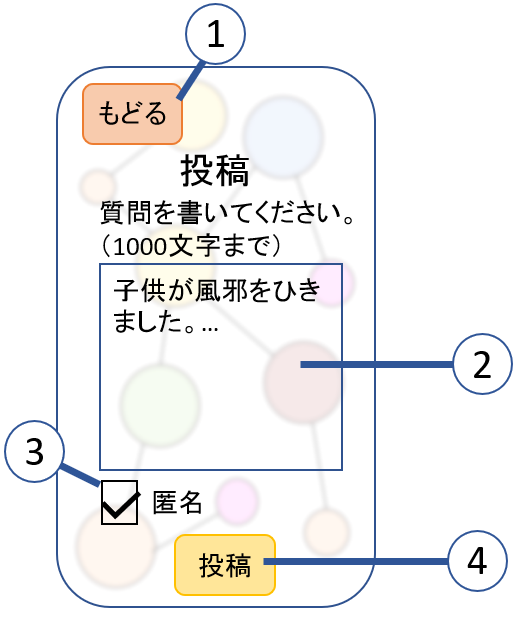 1
もどる
投稿
質問を書いてください。
（1000文字まで）
子供が風邪をひき
ました。…
2
3
匿名
投稿
4